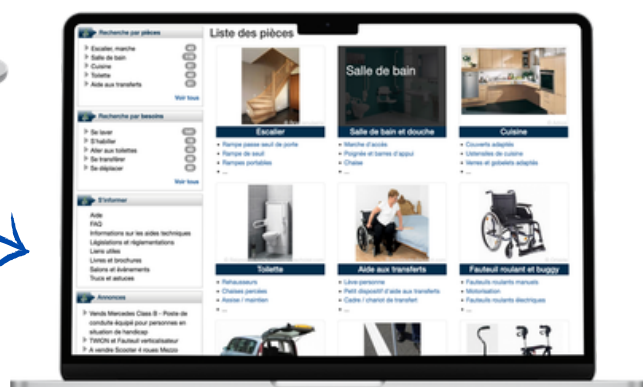 Recherche par pièces
Escalier, marche
Salle de bain
Cuisine
Toilette
Aide aux transferts
Voir tous
Recherche par besoins
Se laver
S'habiller
Aller aux toilettes
Se transférer
Se déplacer
Voir tous
S'informer
Aide
FAQ
Informations sur les aides techniques
Législations et réglementations
Liens utiles
Livres et brochures
Salons et événements
Trucs et astuces
Annonces
Vends Mercedes Class B - Poste de
conduite équipé pour personnes en
situation de handicap
TWION et Fauteuil verticalisateur
A vendre Scooter 4 roues Mezzo
Liste des pièces
Escalier
Rampe passe seuil de porte
Rampe de seuil
Rampes portables
...
Salle de bain
Salle de bain et douche
Marche d'accès
Poignée et barres d'appui
Chaise
...
Cuisine
Couverts adaptés
Ustensiles de cuisine
Verres et gobelets adaptés
...
Toilette
Rehausseurs
Chaises percées
Assise / maintien
...
Aide aux transferts
Lève-personne
Petit dispositif d'aide aux transferts
Cadre / chariot de transfert
...
Fauteuil roulant et buggy
Fauteuils roulants manuels
Motorisation
Fauteuils roulants électriques
...